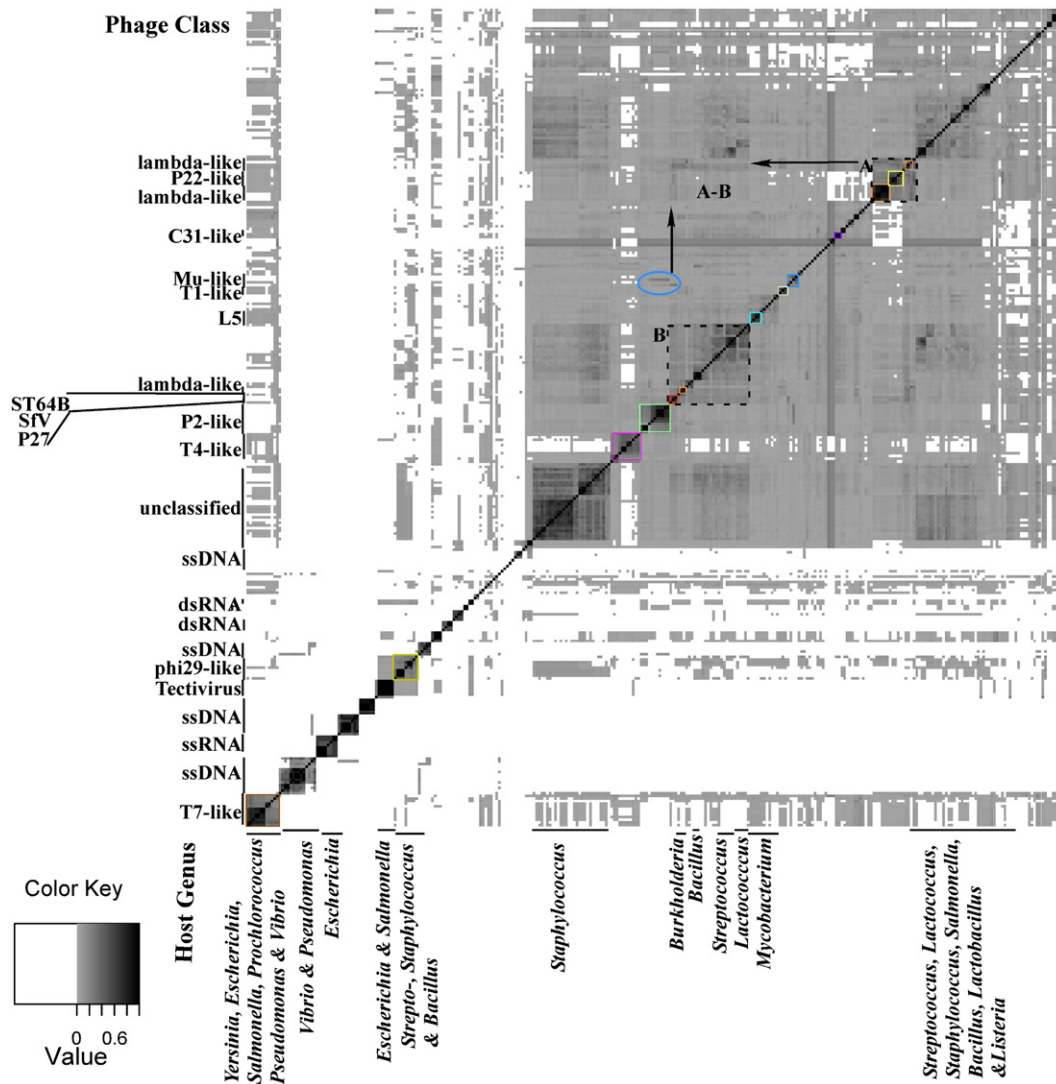 Phage Class
lambda-like
P22-like
lambda-like
C31-like
Mu-like
T1-like
L5
lambda-like
ST64B
SfV
P27
P2-like
T4-like
unclassified
ssDNA
dsRNA
dsRNA
ssDNA
phi29-like
Tectivirus
ssDNA
ssRNA
ssDNA
T7-like
A
A-B
B
Color Key
0 0.6
Value
Host Genus
Yersinia, Escherichia,
Salmonella, Prochlorococcus
Pseudomonas & Vibrio
Vibrio & Pseudomonas
Escherichia
Escherichia & Salmonella
Strepto-, Staphylococcus
& Bacillus
Staphylococcus
Burkholderia
Bacillus
Streptococcus
Lactococcus
Mycobacterium
Streptococcus, Lactococcus,
Staphylococcus, Salmonella,
Bacillus, Lactobacillus
&Listeria